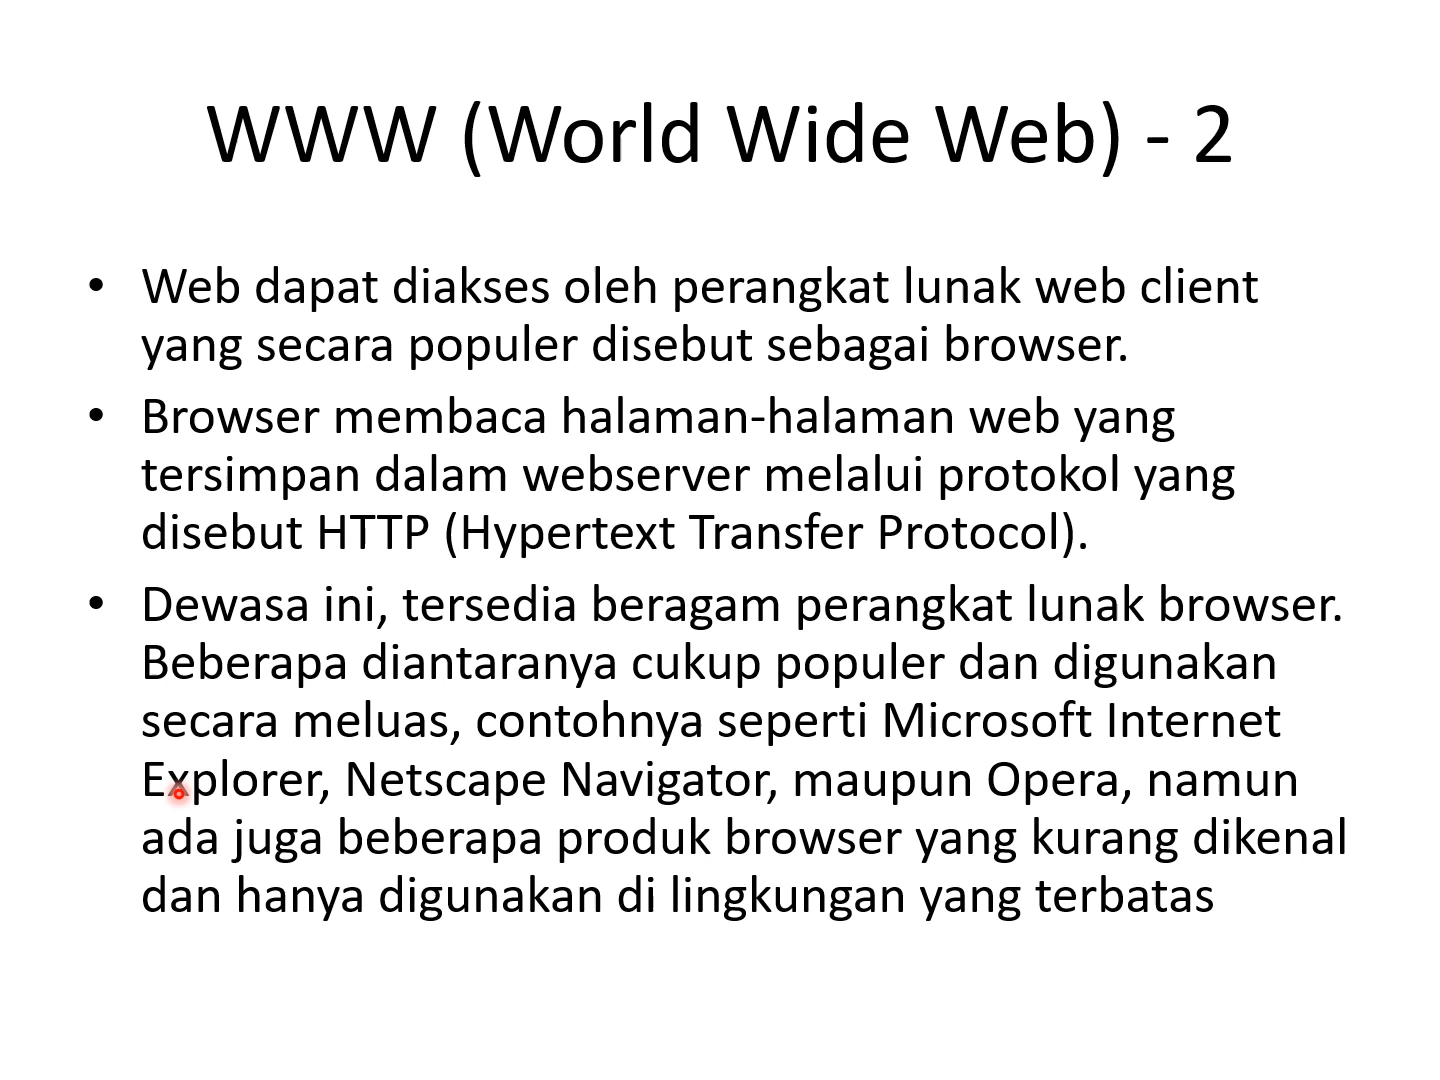 WWW (World Wide Web) - 2
• Web dapat diakses oleh perangkat lunak web client
yang secara populer disebut sebagai browser.
• Browser membaca halaman-halaman web yang
tersimpan dalam webserver melalui protokol yang
disebut HTTP (Hypertext Transfer Protocol).
• Dewasa ini, tersedia beragam perangkat lunak browser.
Beberapa diantaranya cukup populer dan digunakan
secara meluas, contohnya seperti Microsoft Internet
Explorer, Netscape Navigator, maupun Opera, namun
ada juga beberapa produk browser yang kurang dikenal
dan hanya digunakan di lingkungan yang terbatas